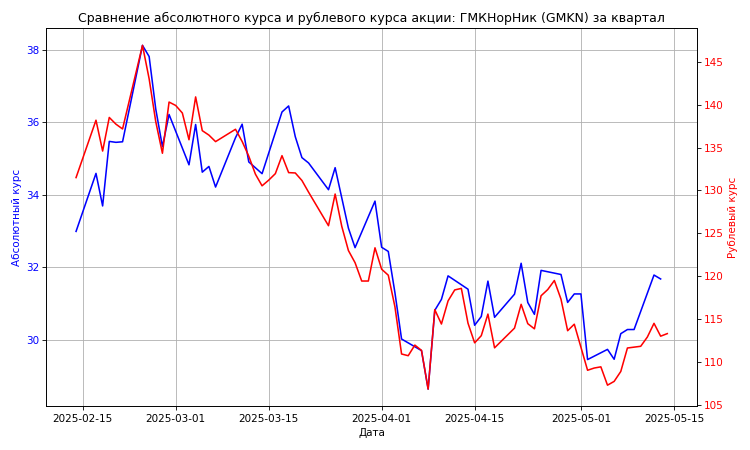 Сравнение абсолютного курса и рублевого курса акции: ГМКНорНик (GMKN) за квартал
38
36
34
32
30
Абсолютный курс
145
140
135
130
125
120
115
110
105
Рублевый курс
2025-02-15 2025-03-01 2025-03-15 2025-04-01 2025-04-15 2025-05-01 2025-05-15
Дата